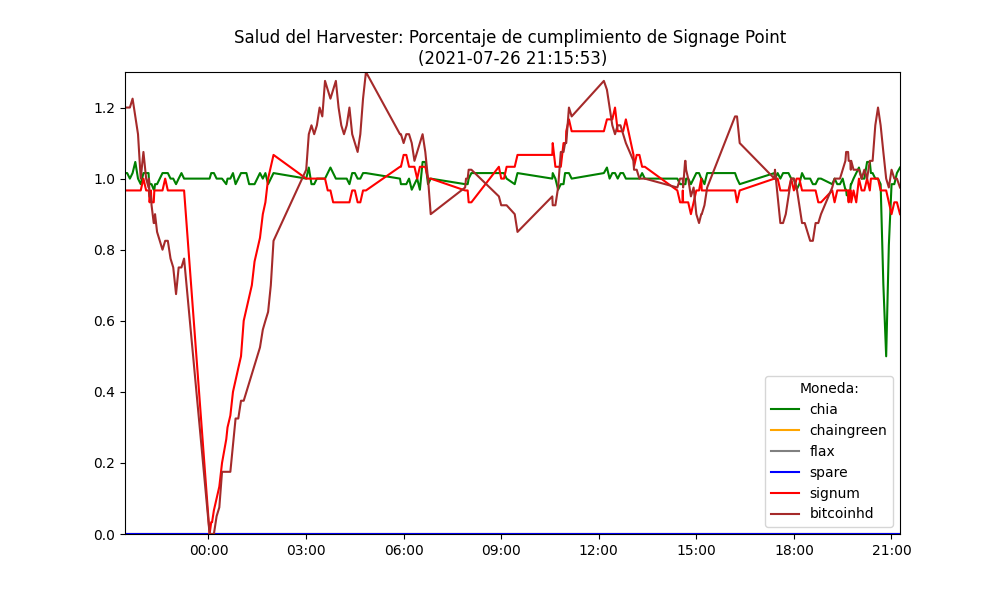 Salud del Harvester: Porcentaje de cumplimiento de Signage Point
(2021-07-26 21:15:53)
1.2
1.0
0.8
0.6
0.4
0.2
0.0
Moneda:
chia
chaingreen
flax
spare
signum
bitcoinhd
00:00 03:00 06:00 09:00 12:00 15:00 18:00 21:00